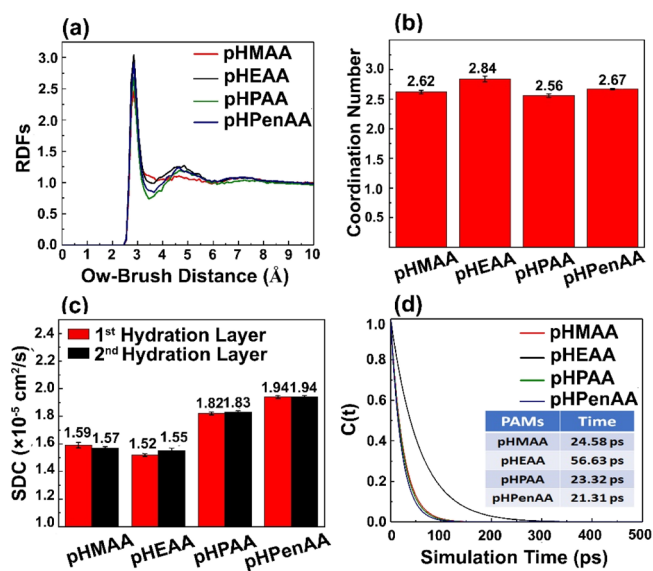 (a)
pHMAA
pHEAA
pHPAA
pHPenAA
3.0
2.5
2.0
1.5
1.0
0.5
0.0
RDFs
0 1 2 3 4 5 6 7 8 9 10
Ow-Brush Distance (Å)
(b)
3.5
3.0
2.5
2.0
1.5
1.0
0.5
Coordination Number
2.62
2.84
2.56
2.67
pHMAA pHEAA pHPAA pHPenAA
(c)
1st Hydration Layer
2nd Hydration Layer
2.4
2.2
2.0
1.8
1.6
1.4
1.2
1.0
SDC (×10-5 cm2/s)
1.59 1.57
1.52 1.55
1.82 1.83
1.94 1.94
pHMAA pHEAA pHPAA pHPenAA
(d)
pHMAA
pHEAA
pHPAA
pHPenAA
1.0
0.8
0.6
0.4
0.2
0.0
C(t)
PAMs Time
pHMAA 24.58 ps
pHEAA 56.63 ps
pHPAA 23.32 ps
pHPenAA 21.31 ps
0 100 200 300 400 500
Simulation Time (ps)